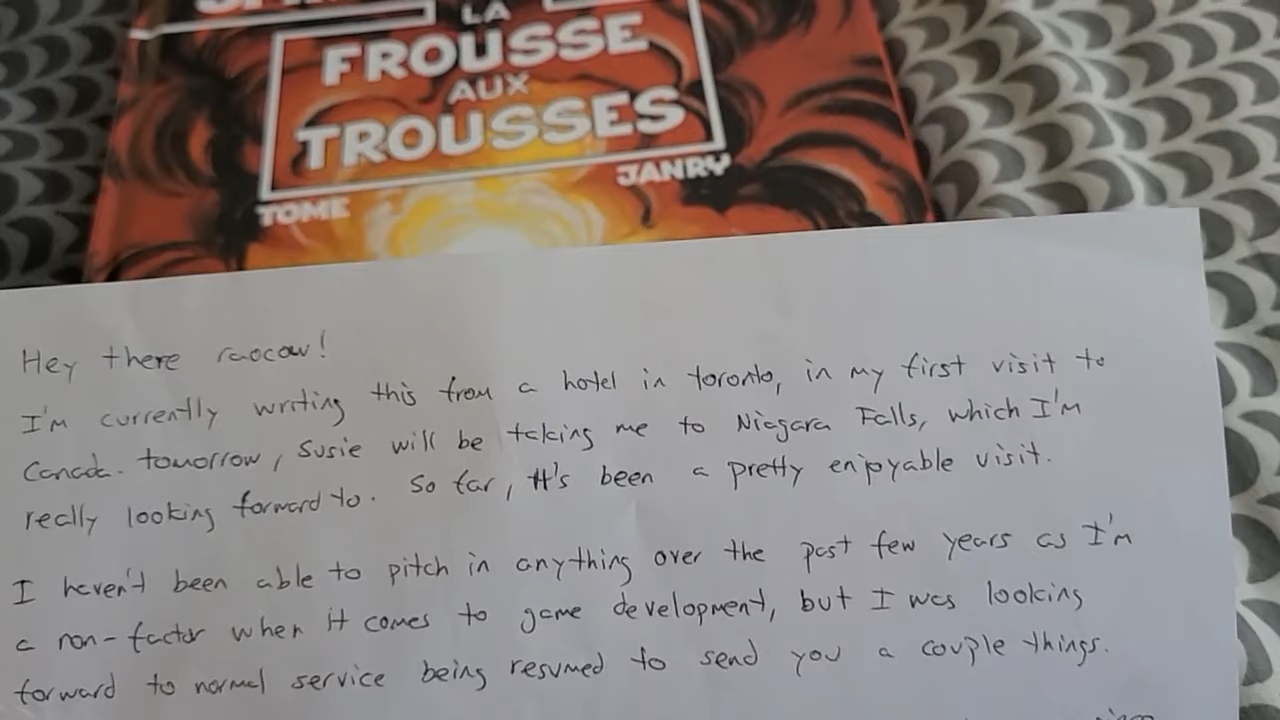 LA
FROUSSE
AUX
TROUSSES
TOME
JANRY
Hey there raocow!
I'm currently writing this from a hotel in toronto, in my first visit to
Canada. tomorrow, Susie will be taking me to Niagara Falls, which I'm
really looking forward to. So far, it's been a pretty enjoyable visit.
I haven't been able to pitch in anything over the past few years as I'm
a non-factor when it comes to game development, but I was looking
forward to normal service being resumed to send you a couple things.